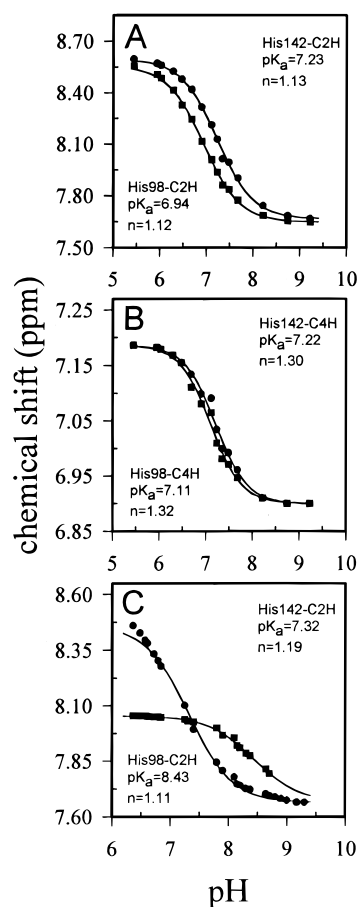 chemical shift (ppm)
A
8.70
8.40
8.10
7.80
7.50
His142-C2H
pKa=7.23
n=1.13
His98-C2H
pKa=6.94
n=1.12
5 6 7 8 9 10
B
7.25
7.15
7.05
6.95
6.85
His142-C4H
pKa=7.22
n=1.30
His98-C4H
pKa=7.11
n=1.32
5 6 7 8 9 10
C
8.60
8.35
8.10
7.85
7.60
His142-C2H
pKa=7.32
n=1.19
His98-C2H
pKa=8.43
n=1.11
6 7 8 9 10
pH